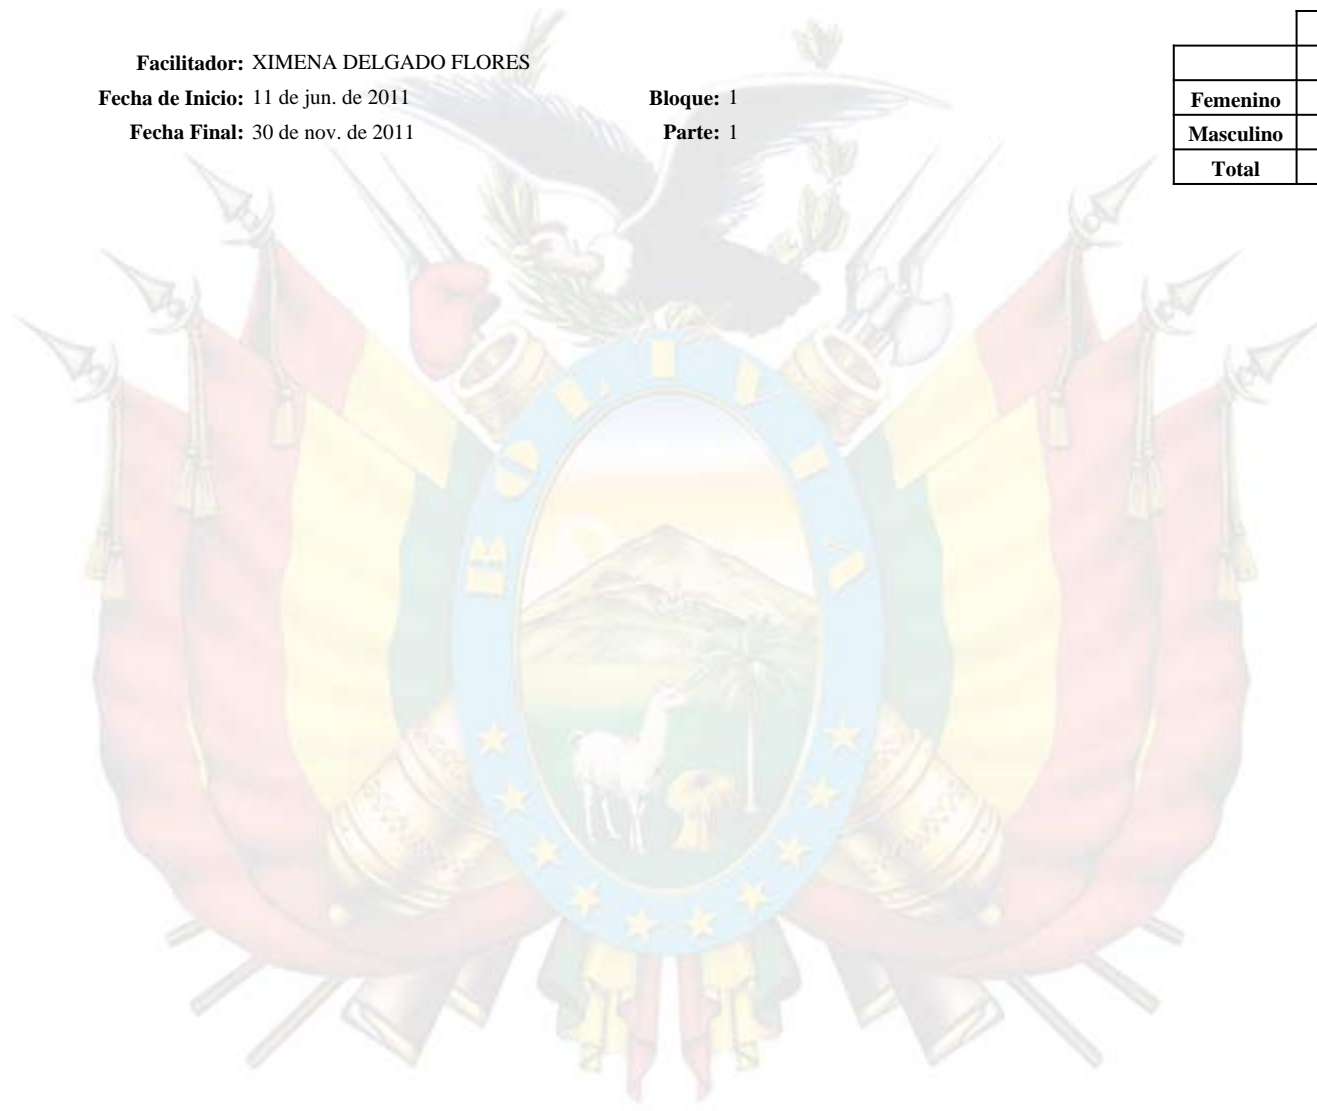 Facilitador: XIMENA DELGADO FLORES
Fecha de Inicio: 11 de jun. de 2011
Bloque: 1
Fecha Final: 30 de nov. de 2011
Parte: 1
Femenino
Masculino
Total
BOLIVIA